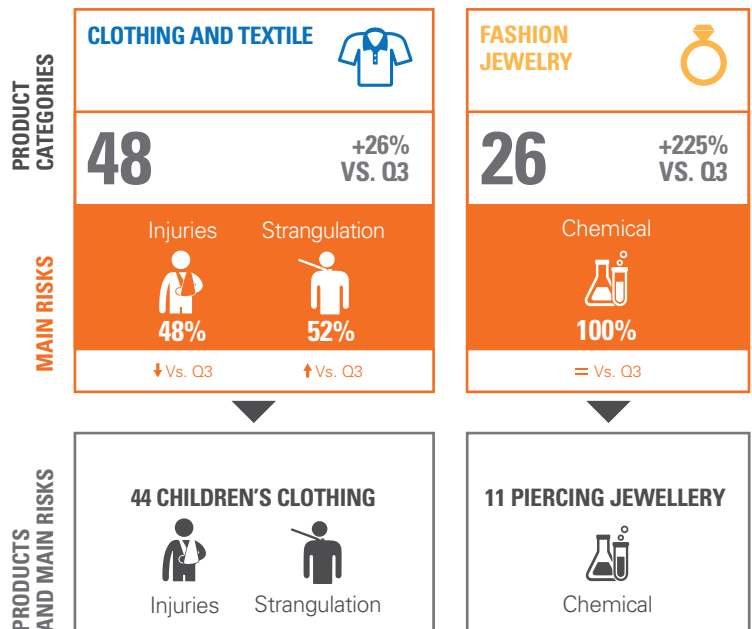 PRODUCT
CATEGORIES
CLOTHING AND TEXTILE
48
+26%
VS. Q3
FASHION
JEWELRY
26
+225%
VS. Q3
MAIN RISKS
Injuries
Strangulation
48%
52%
Vs. Q3
Vs. Q3
Chemical
100%
= Vs. Q3
PRODUCTS
AND MAIN RISKS
44 CHILDREN'S CLOTHING
Injuries
Strangulation
11 PIERCING JEWELLERY
Chemical